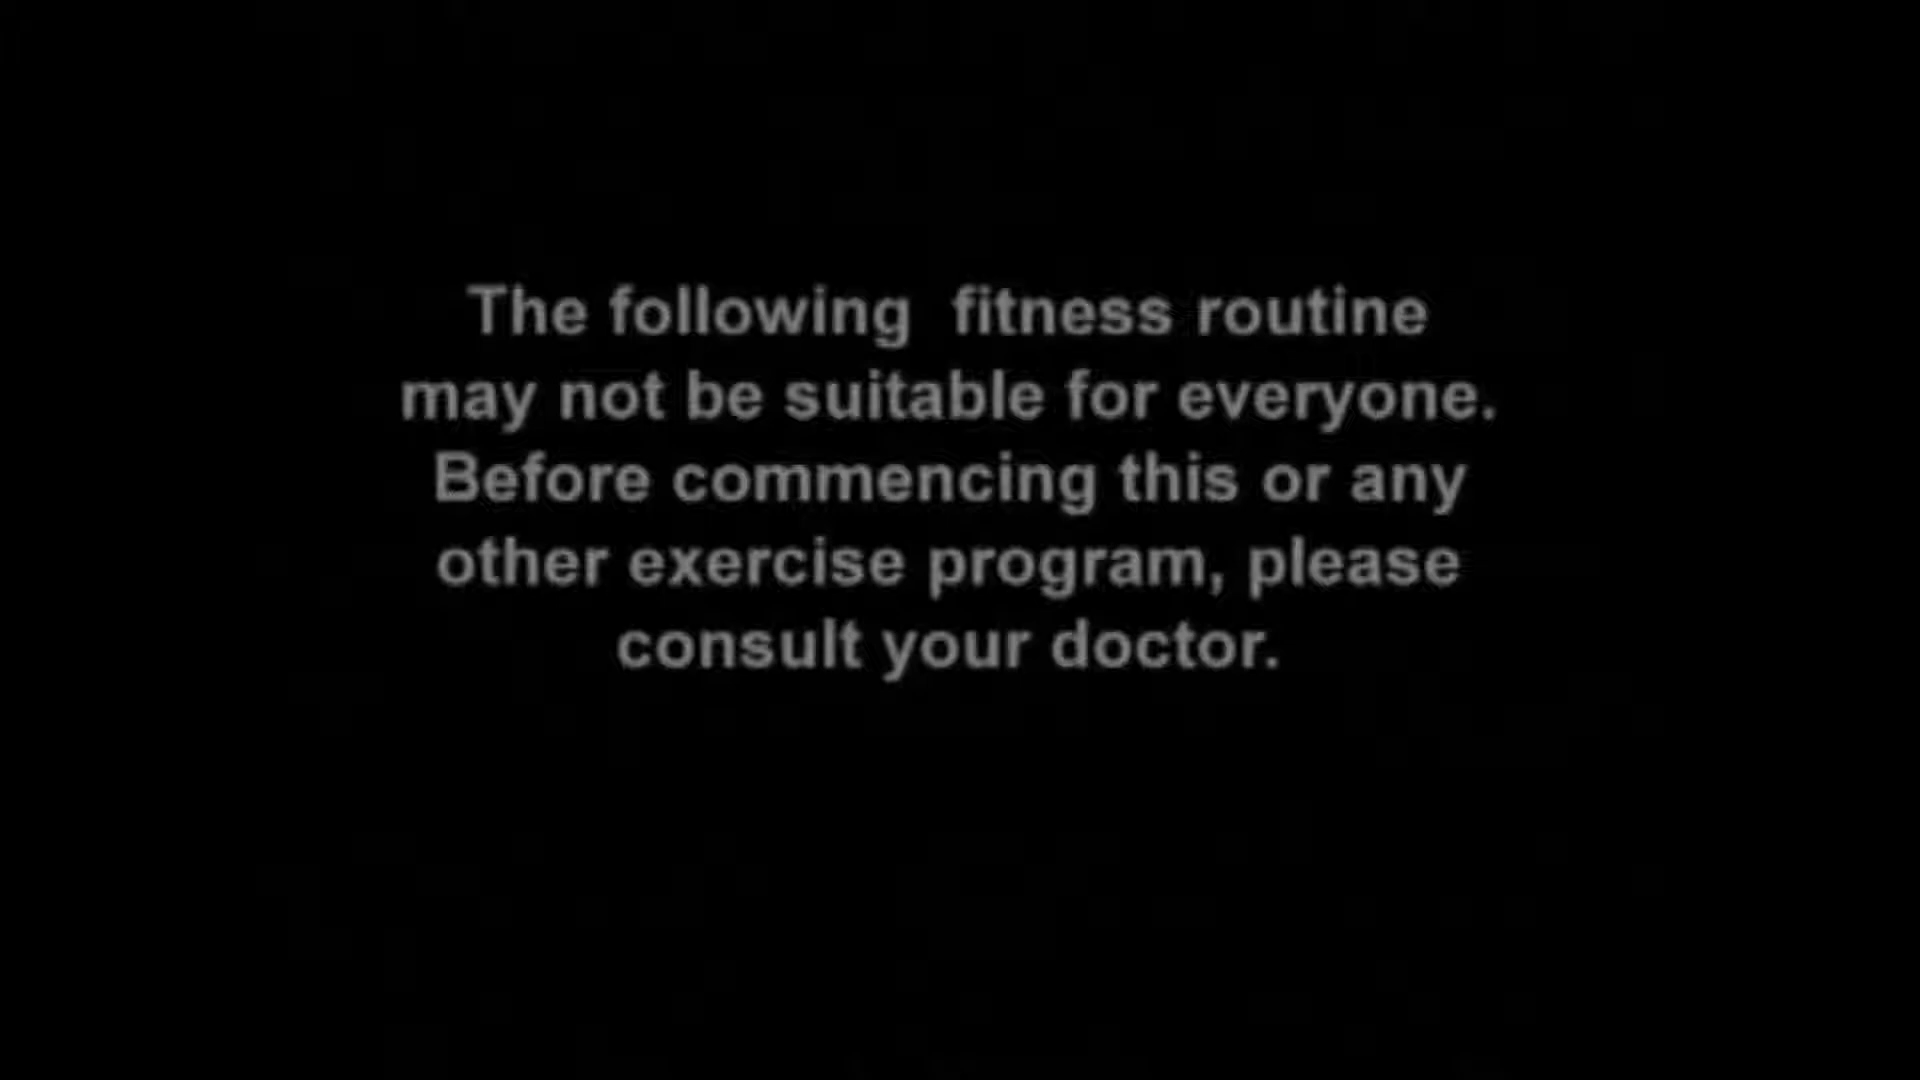 The following  fitness routine
may not be suitable for everyone.
Before commencing this or any
other exercise program, please
consult your doctor.